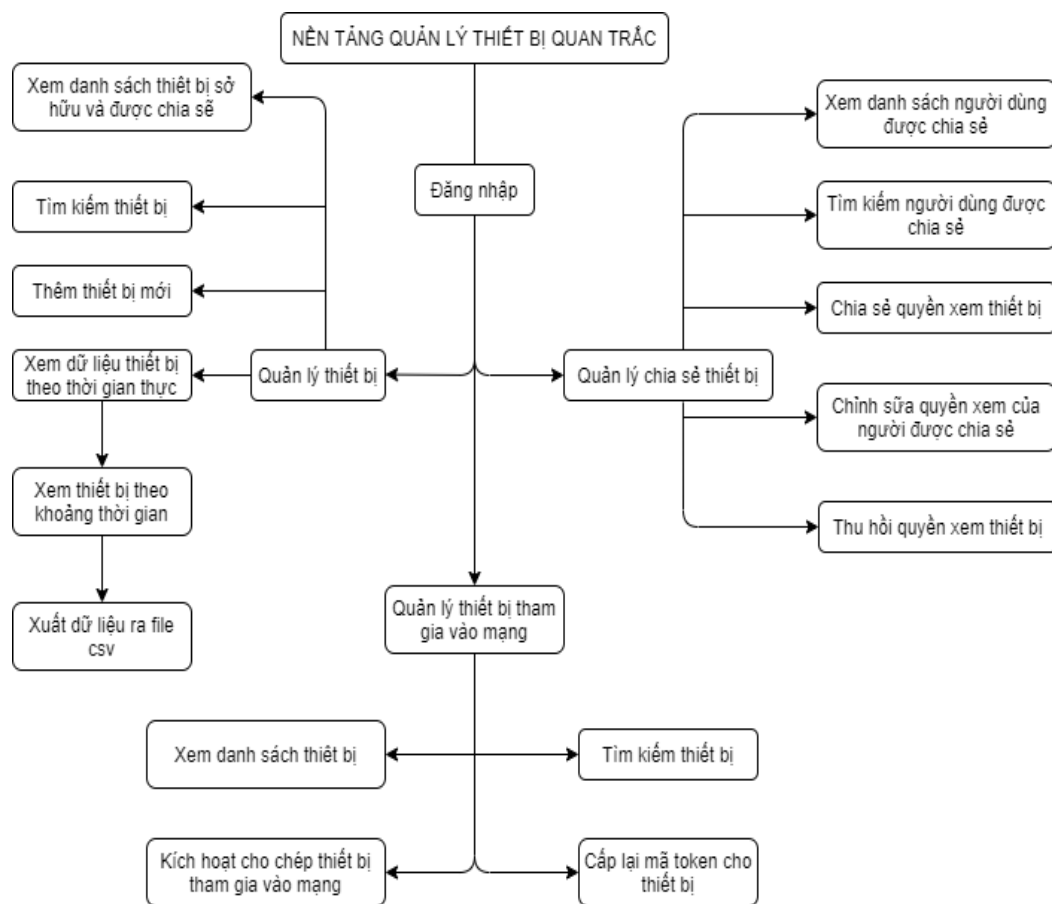 NỀN TẢNG QUẢN LÝ THIẾT BỊ QUAN TRẮC
Xem danh sách thiêt bị sở
hữu và được chia sẽ
Xem danh sách người dùng
được chia sẻ
Đăng nhập
Tìm kiếm thiết bị
Tìm kiếm người dùng được
chia sẻ
Thêm thiết bị mới
Chia sẻ quyền xem thiết bị
Xem dữ liệu thiết bị
theo thời gian thực
Quản lý thiết bị
Quản lý chia sẻ thiết bị
Chỉnh sữa quyền xem của
người được chia sẻ
Xem thiết bị theo
khoảng thời gian
Thu hồi quyền xem thiết bị
Quản lý thiết bị tham
gia vào mạng
Xuất dữ liệu ra file
csv
Xem danh sách thiêt bị
Tìm kiếm thiết bị
Kích hoạt cho chép thiết bị
tham gia vào mạng
Cấp lại mã token cho
thiết bị